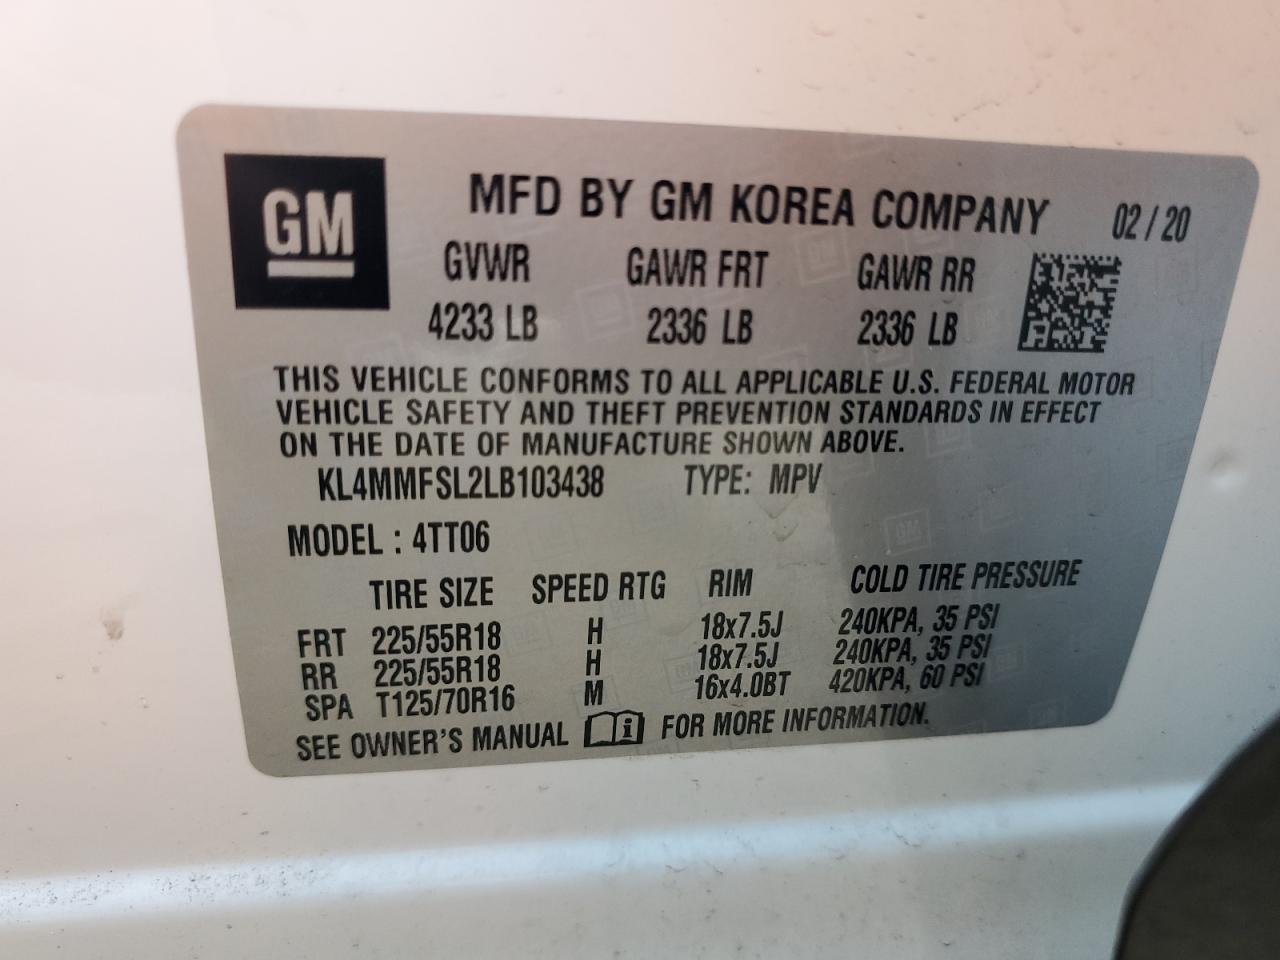 GM
MFD BY GM KOREA COMPANY 02 / 20
GVWR GAWR FRT GAWR RR
4233 LB 2336 LB 2336 LB
THIS VEHICLE CONFORMS TO ALL APPLICABLE U.S. FEDERAL MOTOR
VEHICLE SAFETY AND THEFT PREVENTION STANDARDS IN EFFECT
ON THE DATE OF MANUFACTURE SHOWN ABOVE.
KL4MMFSL2LB103438 TYPE: MPV
MODEL : 4TT06
TIRE SIZE SPEED RTG RIM COLD TIRE PRESSURE
FRT 225/55R18 H 18x7.5J 240KPA, 35 PSI
RR 225/55R18 H 18x7.5J 240KPA, 35 PSI
SPA T125/70R16 M 16x4.0BT 420KPA, 60 PSI
SEE OWNER'S MANUAL i FOR MORE INFORMATION.